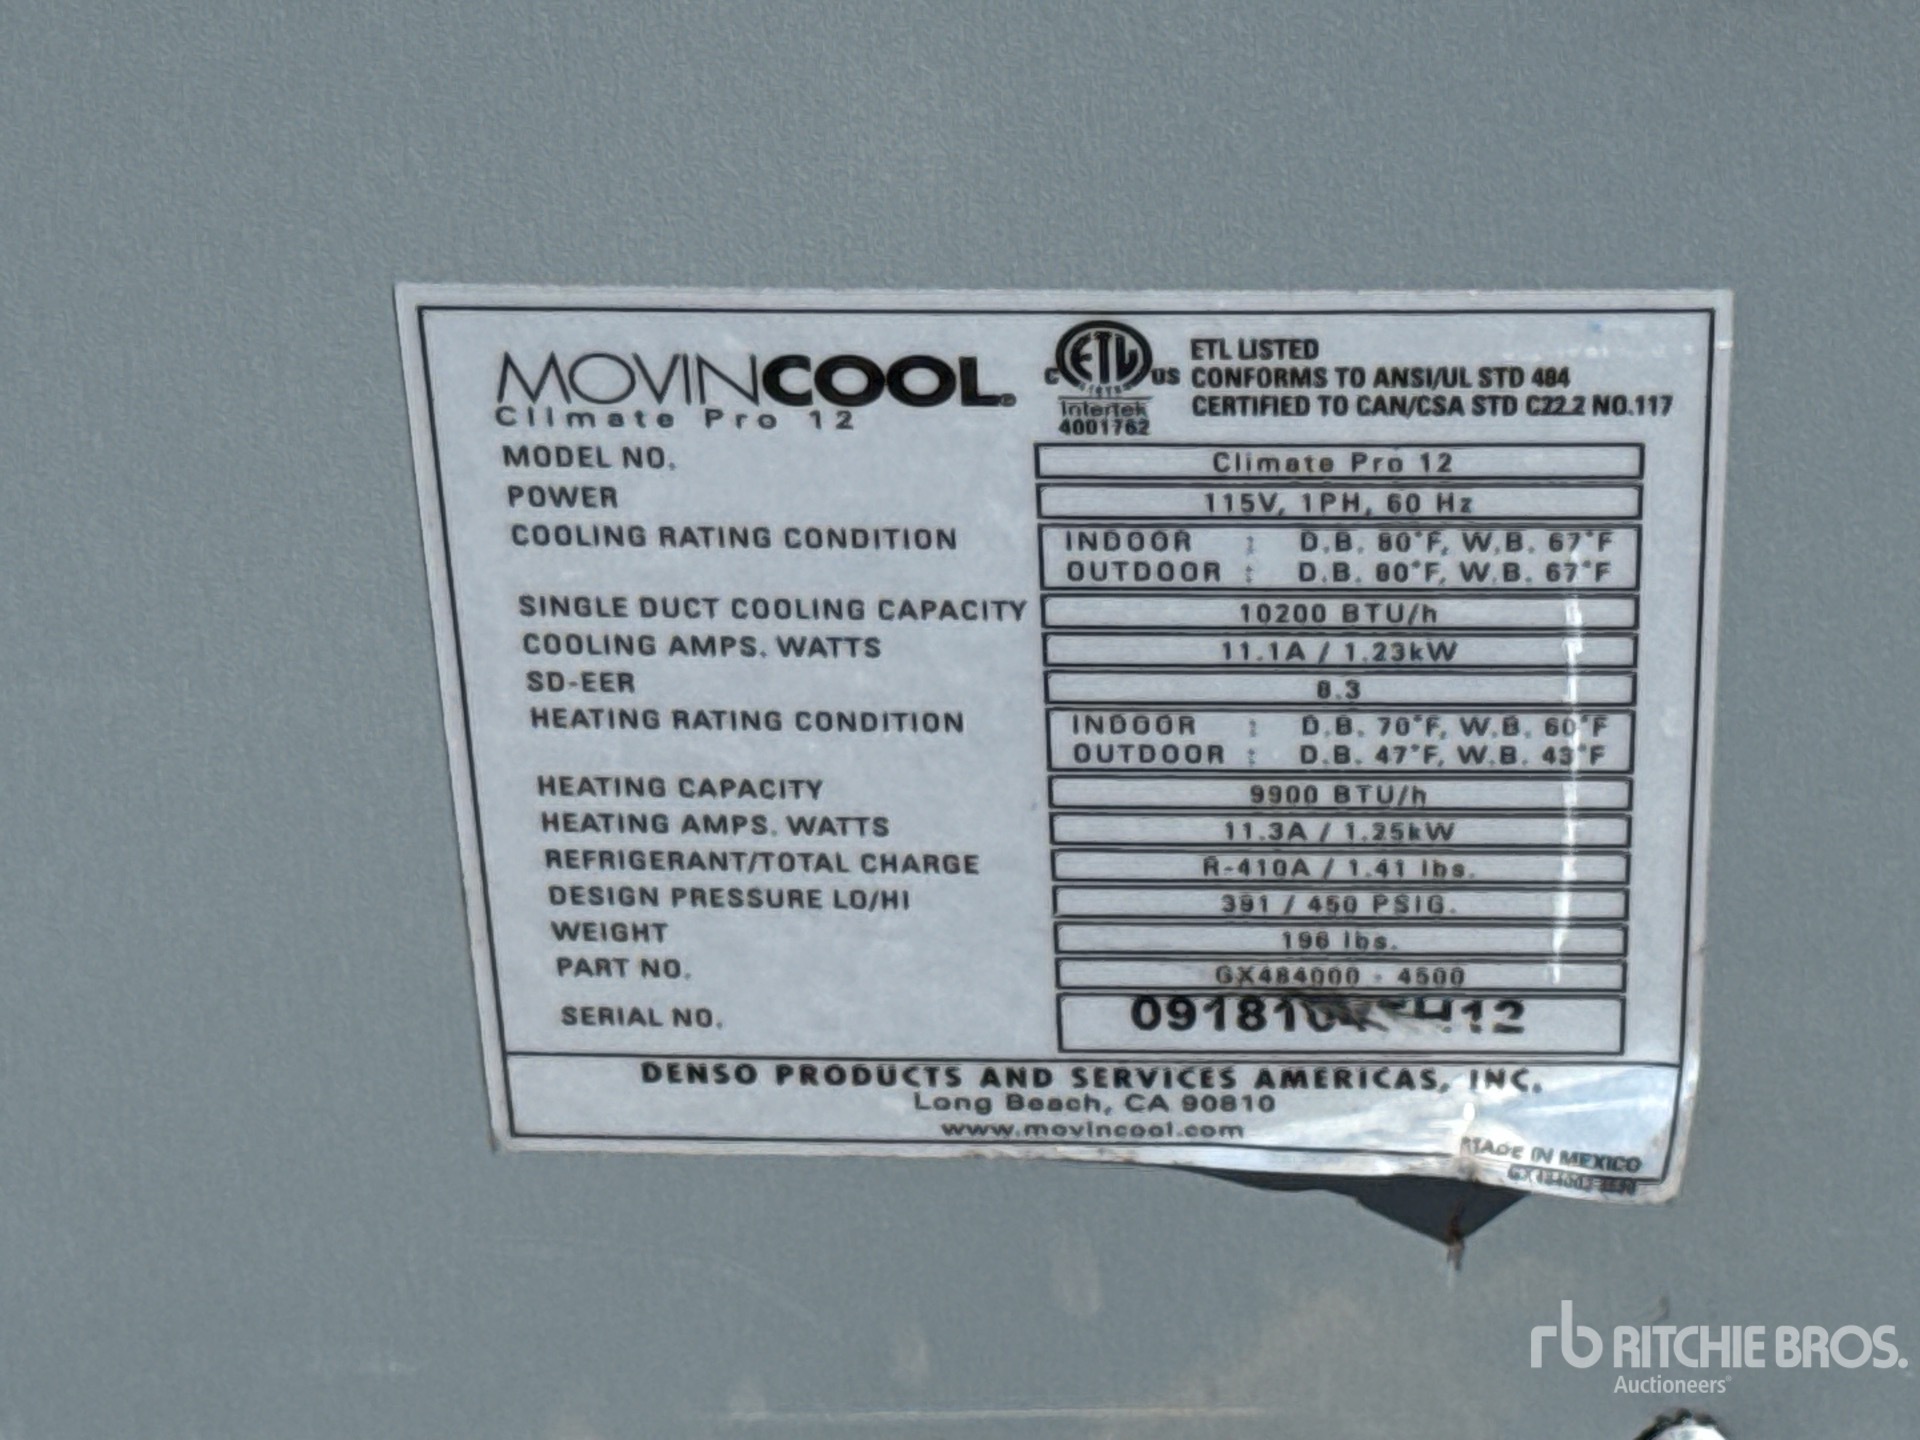 MOVINCOOL®
Climate Pro 12
ETL
C US
Intertek
4001762
ETL LISTED
CONFORMS TO ANSI/UL STD 484
CERTIFIED TO CAN/CSA STD C22.2 NO.117
MODEL NO. Climate Pro 12
POWER 115V, 1PH, 60 Hz
COOLING RATING CONDITION INDOOR : D.B. 80°F, W.B. 67°F
OUTDOOR : D.B. 80°F, W.B. 67°F
SINGLE DUCT COOLING CAPACITY 10200 BTU/h
COOLING AMPS. WATTS 11.1A / 1.23kW
SD-EER 8.3
HEATING RATING CONDITION INDOOR : D.B. 70°F, W.B. 60°F
OUTDOOR : D.B. 47°F, W.B. 43°F
HEATING CAPACITY 9900 BTU/h
HEATING AMPS. WATTS 11.3A / 1.25kW
REFRIGERANT/TOTAL CHARGE R-410A / 1.41 lbs.
DESIGN PRESSURE LO/HI 391 / 450 PSIG.
WEIGHT 196 lbs.
PART NO. GX484000 - 4500
SERIAL NO.
DENSO PRODUCTS AND SERVICES AMERICAS, INC.
Long Beach, CA 90810
www.movincool.com
MADE IN MEXICO
rb RITCHIE BROS.
Auctioneers